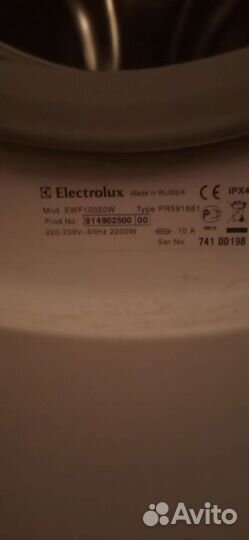 Electrolux Made in RUSSIA CE IPX4
Mod. EWF10020W Type PR591661
Prod No. 914902500 00
220-230V~50Hz 2200W 10 A
Ser No. 741 00198
Avito